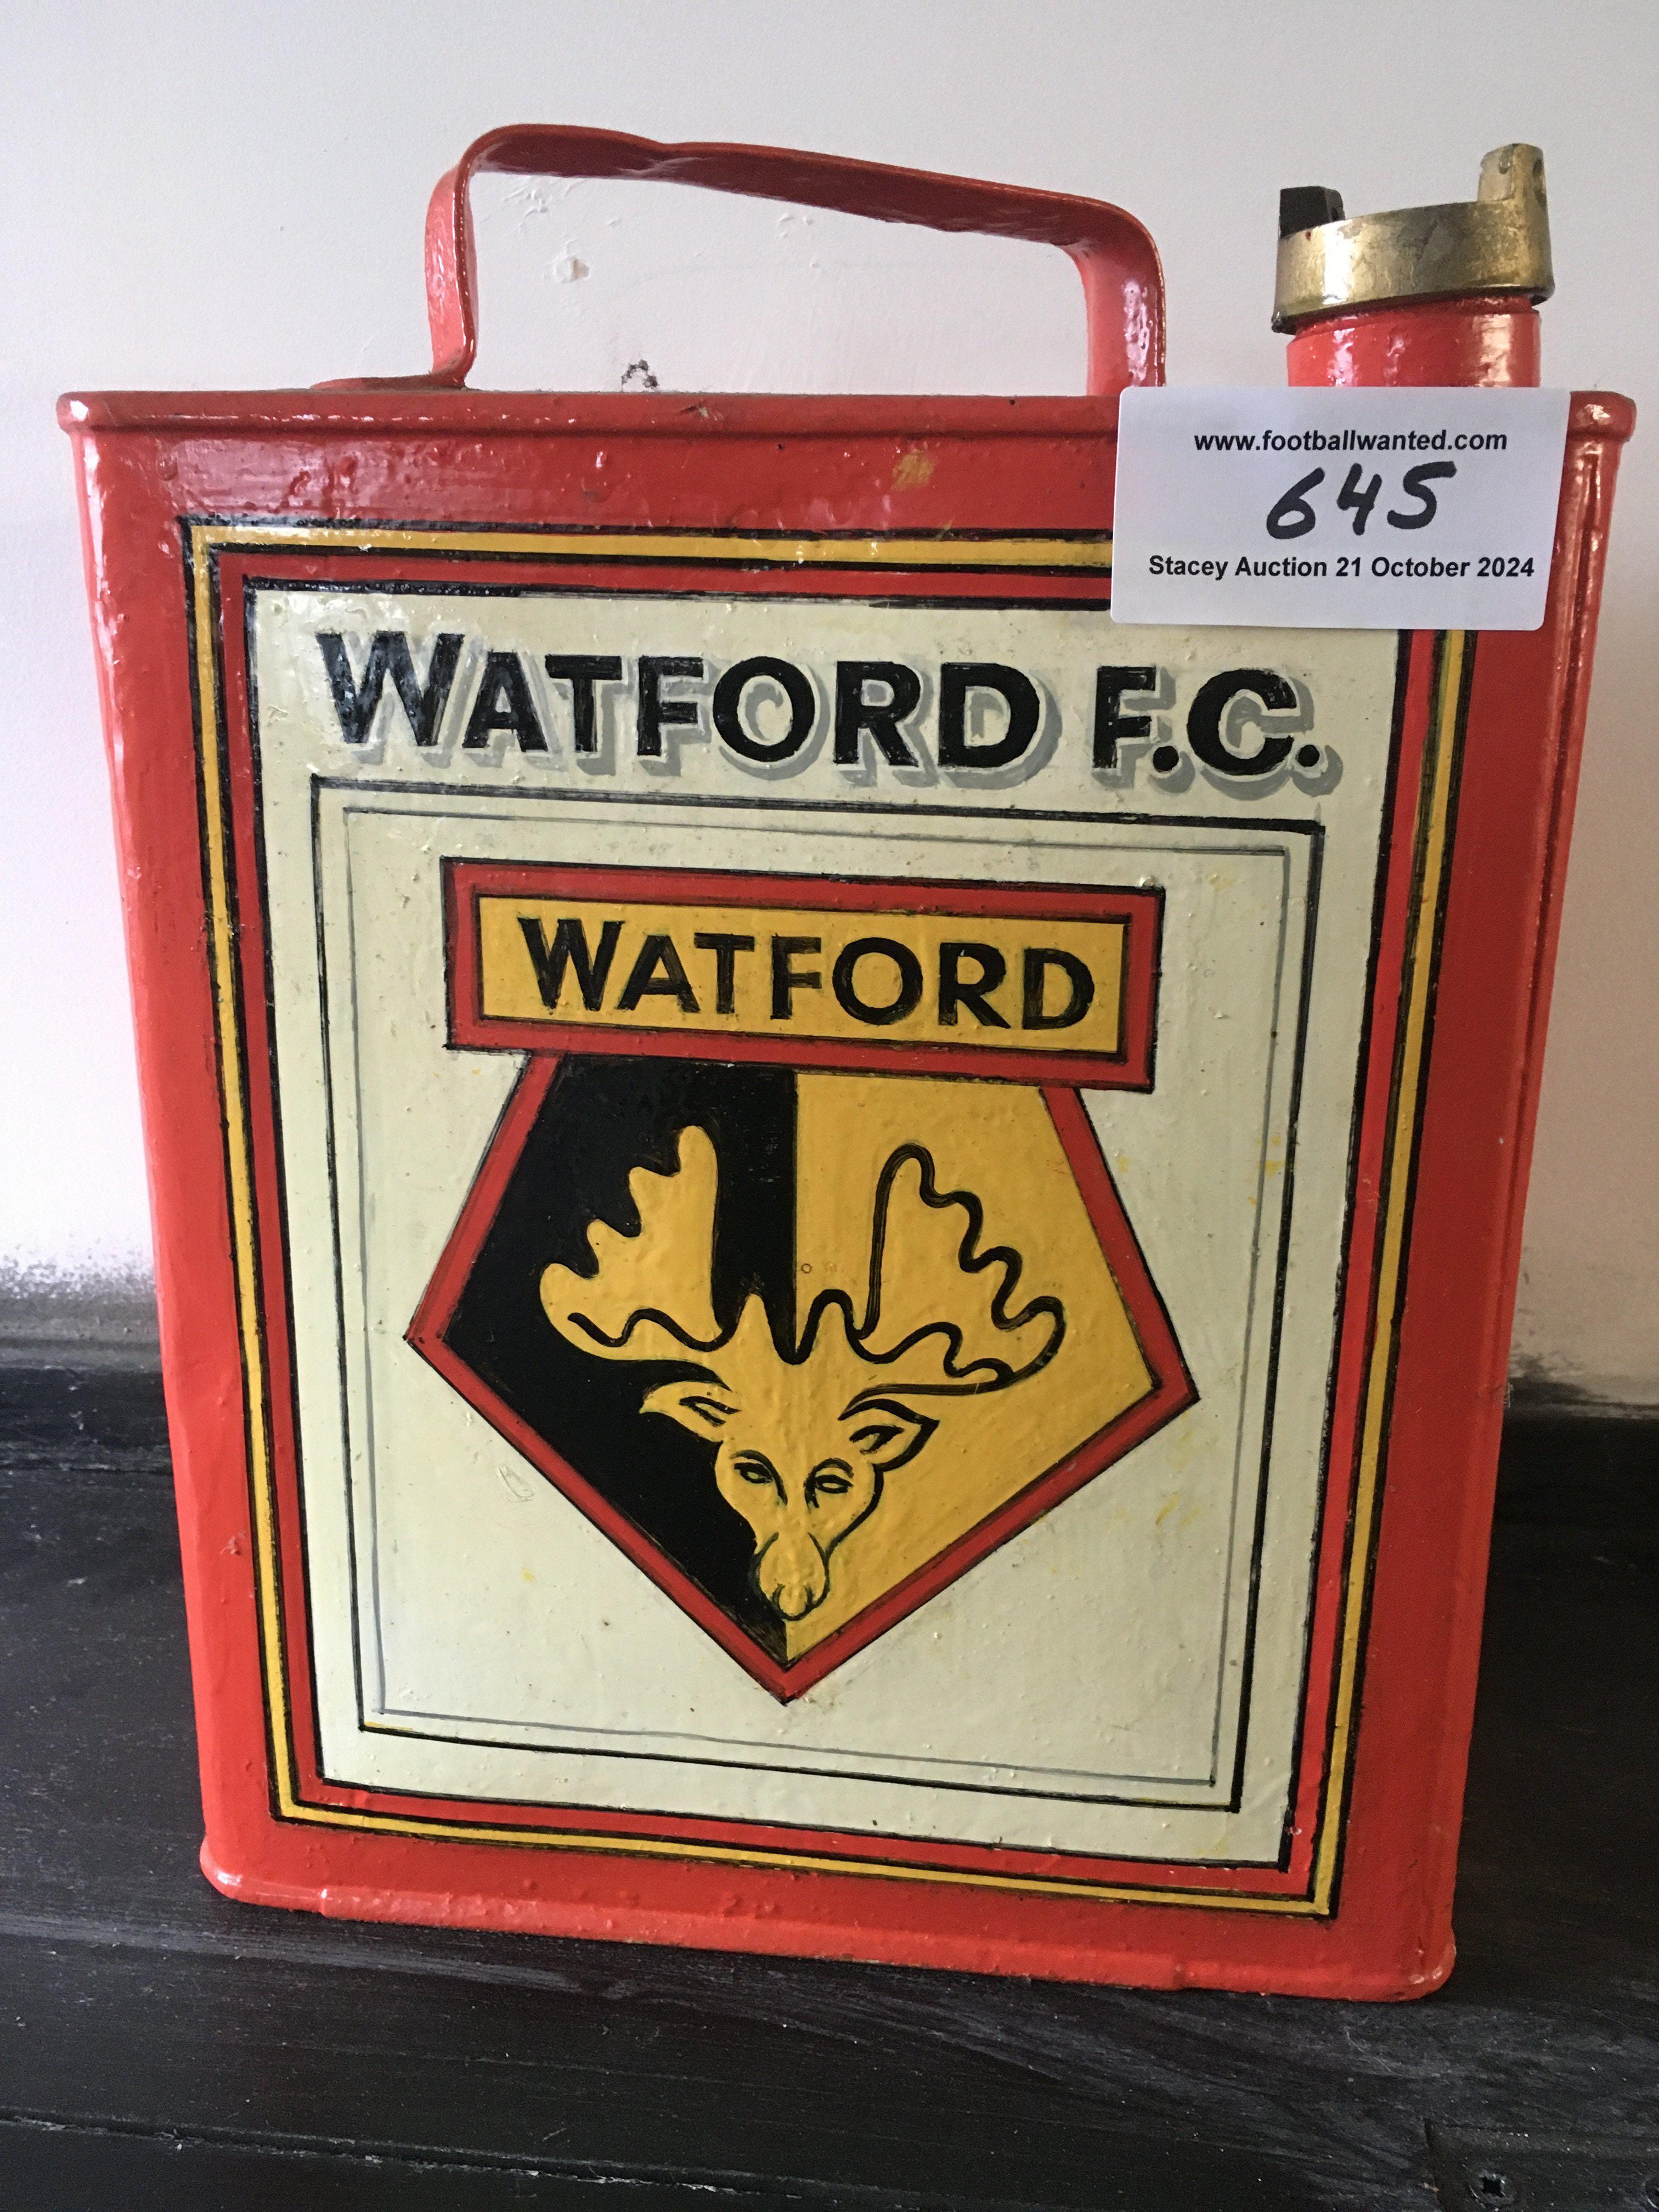 www.footballwanted.com
645
Stacey Auction 21 October 2024
WATFORD F.C.
WATFORD